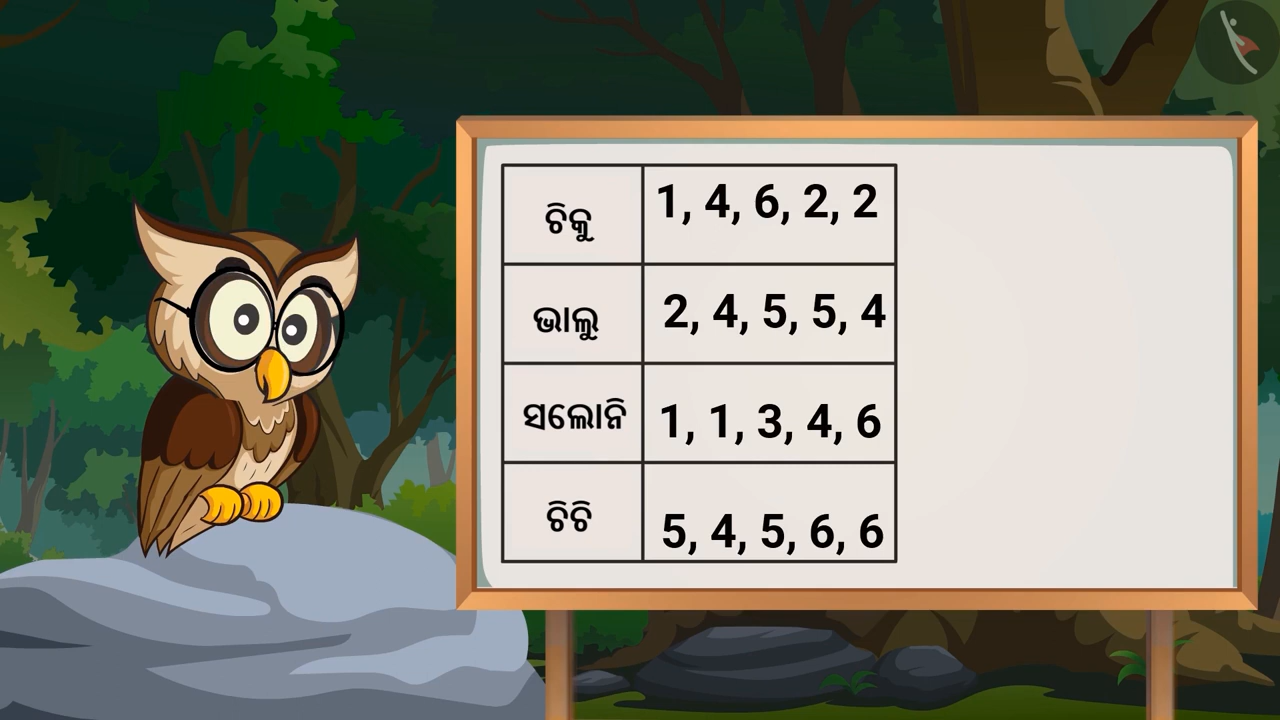 ଚିକୁ 1, 4, 6, 2, 2
ଭାଲୁ 2, 4, 5, 5, 4
ସଲୋନି 1, 1, 3, 4, 6
ଚିଚି 5, 4, 5, 6, 6